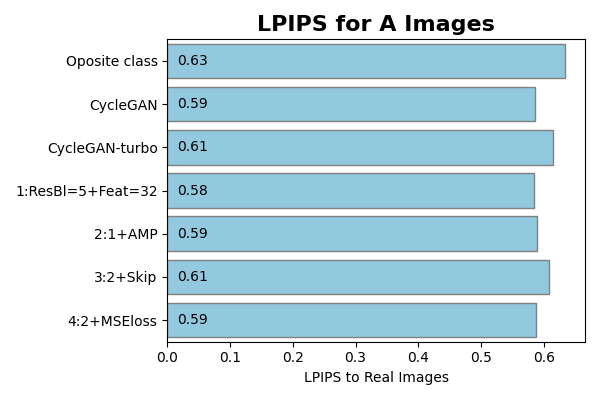 LPIPS for A Images
Oposite class 0.63
CycleGAN 0.59
CycleGAN-turbo 0.61
1:ResBl=5+Feat=32 0.58
2:1+AMP 0.59
3:2+Skip 0.61
4:2+MSEloss 0.59
0.0 0.1 0.2 0.3 0.4 0.5 0.6
LPIPS to Real Images